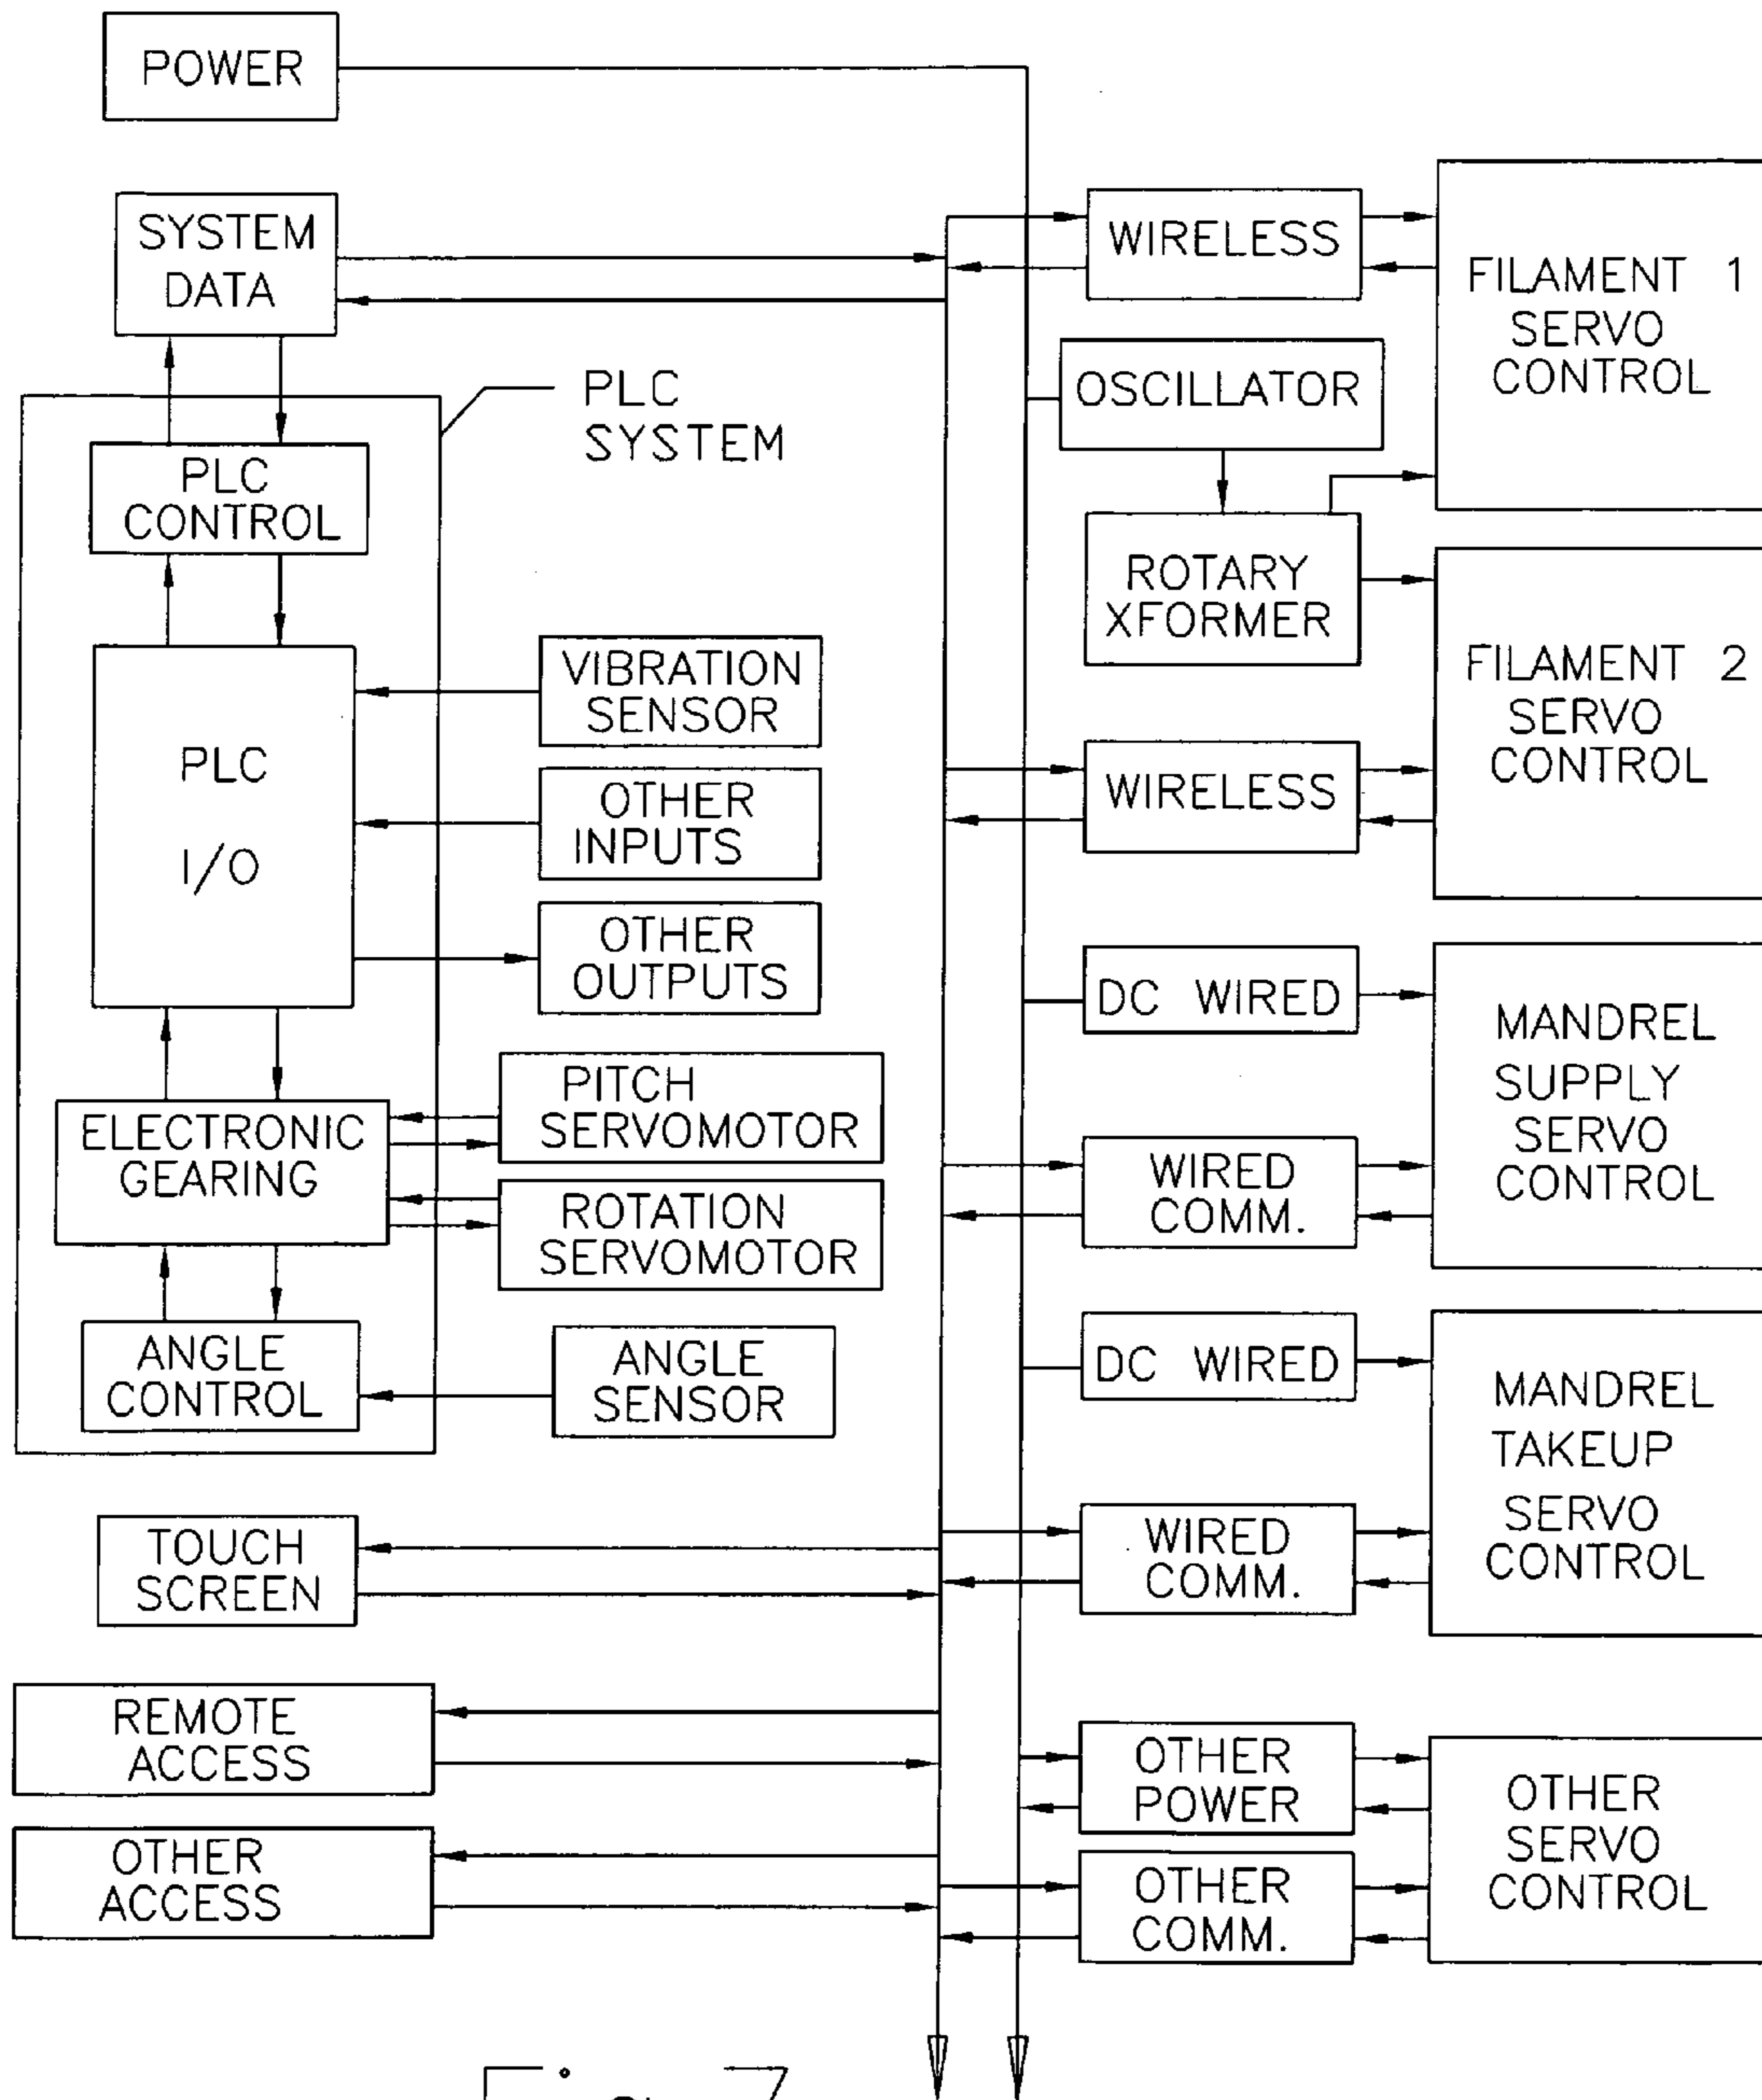 POWER
SYSTEM
DATA
PLC
SYSTEM
PLC
CONTROL
PLC
I/O
VIBRATION
SENSOR
OTHER
INPUTS
OTHER
OUTPUTS
ELECTRONIC
GEARING
PITCH
SERVOMOTOR
ROTATION
SERVOMOTOR
ANGLE
CONTROL
ANGLE
SENSOR
TOUCH
SCREEN
REMOTE
ACCESS
OTHER
ACCESS
WIRELESS
FILAMENT 1
SERVO
CONTROL
OSCILLATOR
ROTARY
XFORMER
FILAMENT 2
SERVO
CONTROL
WIRELESS
DC WIRED
MANDREL
SUPPLY
SERVO
CONTROL
WIRED
COMM.
DC WIRED
MANDREL
TAKEUP
SERVO
CONTROL
WIRED
COMM.
OTHER
POWER
OTHER
SERVO
CONTROL
OTHER
COMM.